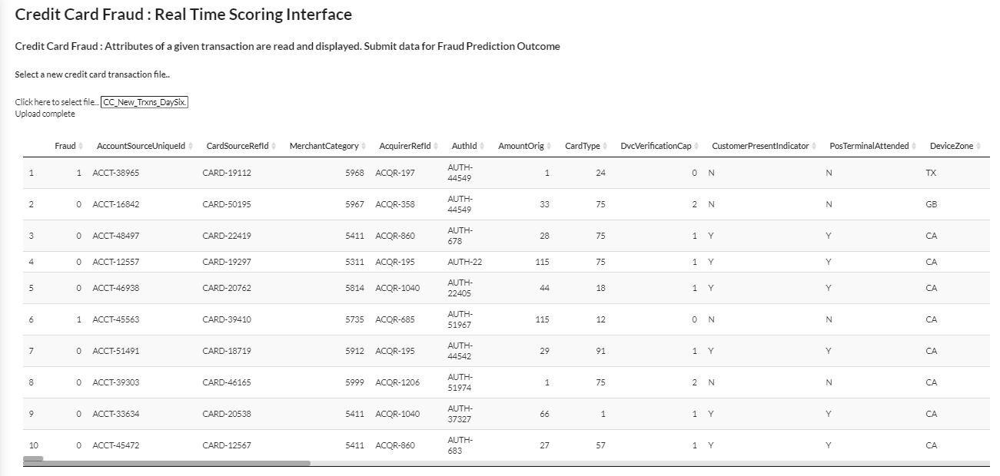 Credit Card Fraud : Real Time Scoring Interface
Credit Card Fraud : Attributes of a given transaction are read and displayed. Submit data for Fraud Prediction Outcome
Select a new credit card transaction file..
Click here to select file... CC_New_Trxns_DaySix.
Upload complete
Fraud AccountSourceUniqueId CardSourceRefId MerchantCategory AcquirerRefId AuthId AmountOrig CardType DvcVerificationCap CustomerPresentIndicator PosTerminalAttended DeviceZone
1 1 ACCT-38965 CARD-19112 5968 ACQR-197 AUTH-44549 1 24 0 N N TX
2 0 ACCT-16842 CARD-50195 5967 ACQR-358 AUTH-44549 33 75 2 N N GB
3 0 ACCT-48497 CARD-22419 5411 ACQR-860 AUTH-678 28 75 1 Y Y CA
4 0 ACCT-12557 CARD-19297 5311 ACQR-195 AUTH-22 115 75 1 Y Y CA
5 0 ACCT-46938 CARD-20762 5814 ACQR-1040 AUTH-22405 44 18 1 Y Y CA
6 1 ACCT-45563 CARD-39410 5735 ACQR-685 AUTH-51967 115 12 0 N N CA
7 0 ACCT-51491 CARD-18719 5912 ACQR-195 AUTH-44542 29 91 1 Y Y CA
8 0 ACCT-39303 CARD-46165 5999 ACQR-1206 AUTH-51974 1 75 2 N N CA
9 0 ACCT-33634 CARD-20538 5411 ACQR-1040 AUTH-37327 66 1 1 Y Y CA
10 0 ACCT-45472 CARD-12567 5411 ACQR-860 AUTH-683 27 57 1 Y Y CA